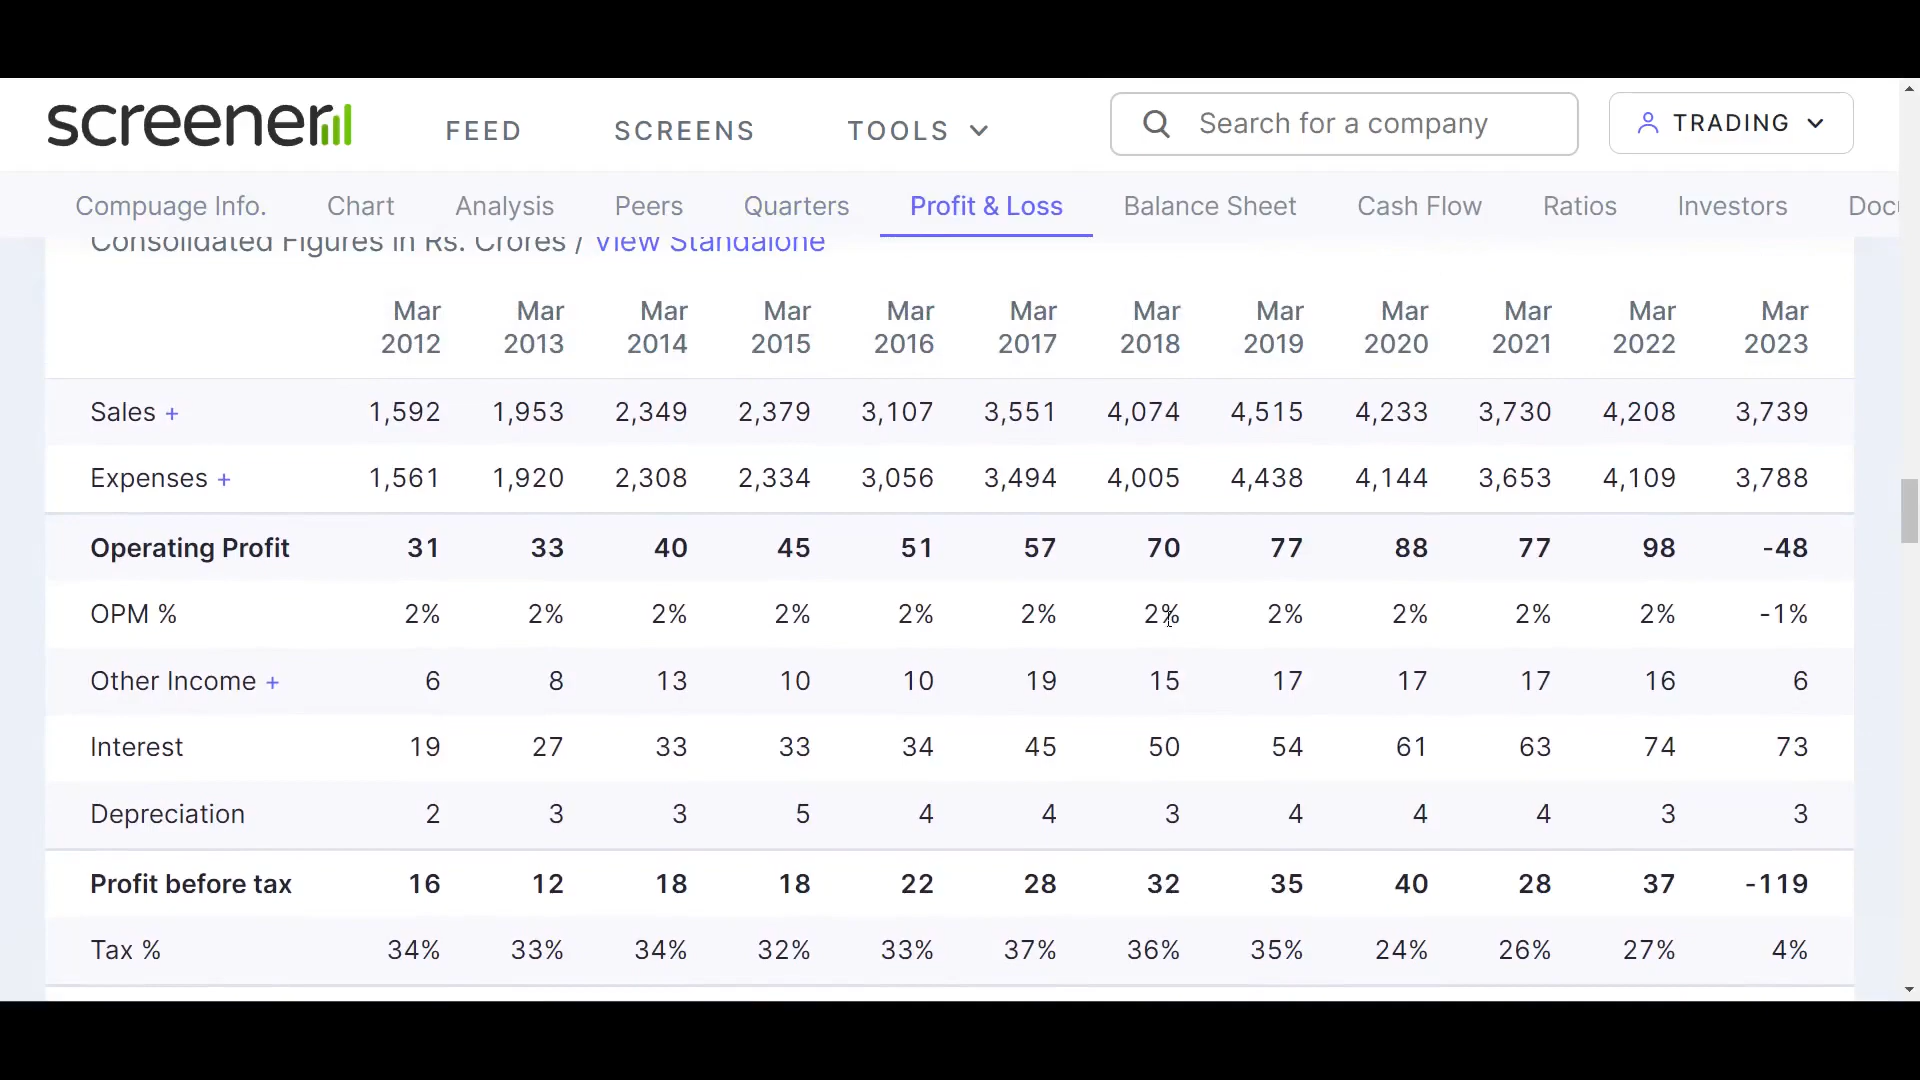 screener
FEED SCREENS TOOLS Search for a company TRADING
Compuage Info. Chart Analysis Peers Quarters Profit & Loss Balance Sheet Cash Flow Ratios Investors Docu
Consolidated Figures in Rs. Crores / View Standalone
Mar Mar Mar Mar Mar Mar Mar Mar Mar Mar Mar Mar
2012 2013 2014 2015 2016 2017 2018 2019 2020 2021 2022 2023
Sales + 1,592 1,953 2,349 2,379 3,107 3,551 4,074 4,515 4,233 3,730 4,208 3,739
Expenses + 1,561 1,920 2,308 2,334 3,056 3,494 4,005 4,438 4,144 3,653 4,109 3,788
Operating Profit 31 33 40 45 51 57 70 77 88 77 98 -48
OPM % 2% 2% 2% 2% 2% 2% 2% 2% 2% 2% 2% -1%
Other Income + 6 8 13 10 10 19 15 17 17 17 16 6
Interest 19 27 33 33 34 45 50 54 61 63 74 73
Depreciation 2 3 3 5 4 4 3 4 4 4 3 3
Profit before tax 16 12 18 18 22 28 32 35 40 28 37 -119
Tax % 34% 33% 34% 32% 33% 37% 36% 35% 24% 26% 27% 4%